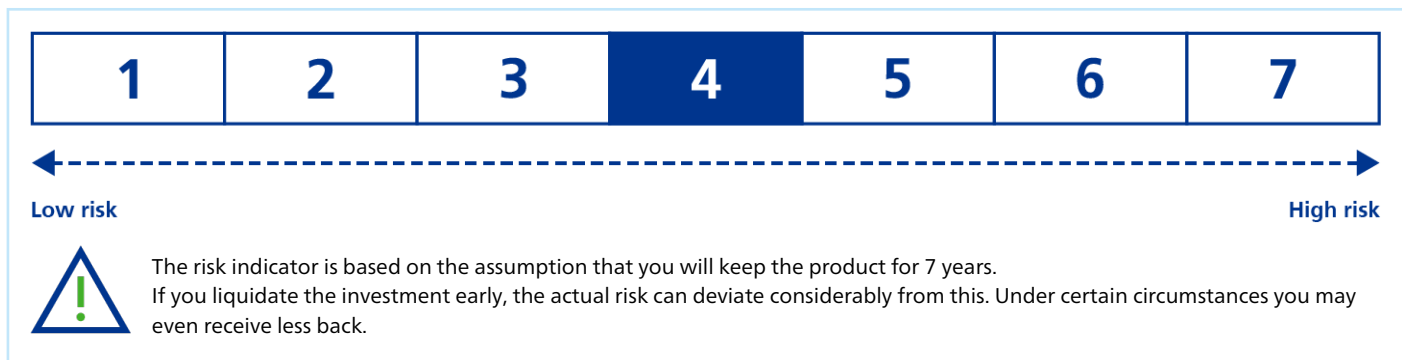 1 2 3 4 5 6 7
Low risk High risk
The risk indicator is based on the assumption that you will keep the product for 7 years.
If you liquidate the investment early, the actual risk can deviate considerably from this. Under certain circumstances you may
even receive less back.